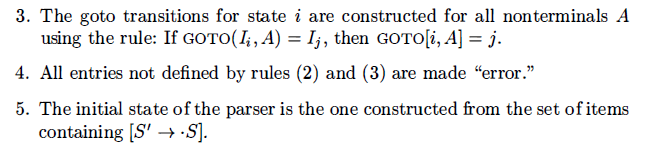 3. The goto transitions for state i are constructed for all nonterminals A
using the rule: If GOTO(Iᵢ, A) = Iⱼ, then GOTO[i, A] = j.
4. All entries not defined by rules (2) and (3) are made “error.”
5. The initial state of the parser is the one constructed from the set of items
containing [S′ → ·S].